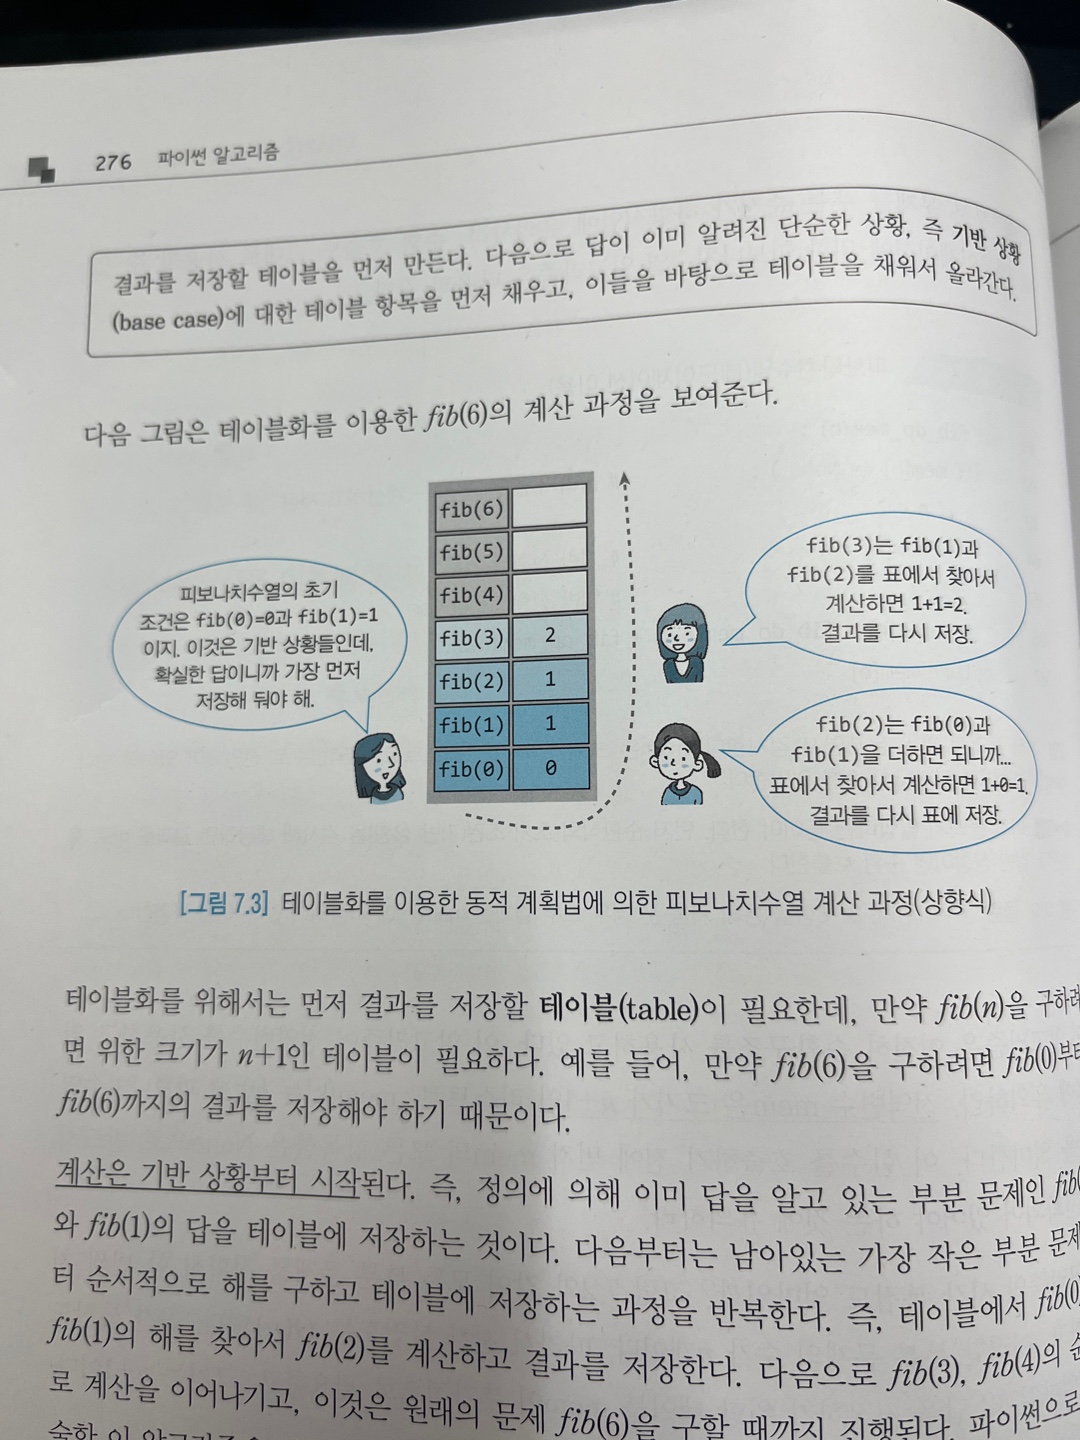 276 파이썬 알고리즘
결과를 저장할 테이블을 먼저 만든다. 다음으로 답이 이미 알려진 단순한 상황, 즉 기반 상황
(base case)에 대한 테이블 항목을 먼저 채우고, 이들을 바탕으로 테이블을 채워서 올라간다.
다음 그림은 테이블화를 이용한 fib(6)의 계산 과정을 보여준다.
피보나치수열의 초기
조건은 fib(0)=0과 fib(1)=1
이지. 이것은 기반 상황들인데,
확실한 답이니까 가장 먼저
저장해 둬야 해.
fib(6)
fib(5)
fib(4)
fib(3) 2
fib(2) 1
fib(1) 1
fib(0) 0
fib(3)는 fib(1)과
fib(2)를 표에서 찾아서
계산하면 1+1=2.
결과를 다시 저장.
fib(2)는 fib(0)과
fib(1)을 더하면 되니까...
표에서 찾아서 계산하면 1+0=1.
결과를 다시 표에 저장.
[그림 7.3] 테이블화를 이용한 동적 계획법에 의한 피보나치수열 계산 과정(상향식)
테이블화를 위해서는 먼저 결과를 저장할 테이블(table)이 필요한데, 만약 fib(n)을 구하려
면 위한 크기가 n+1인 테이블이 필요하다. 예를 들어, 만약 fib(6)을 구하려면 fib(0)부터
fib(6)까지의 결과를 저장해야 하기 때문이다.
계산은 기반 상황부터 시작된다. 즉, 정의에 의해 이미 답을 알고 있는 부분 문제인 fib(
와 fib(1)의 답을 테이블에 저장하는 것이다. 다음부터는 남아있는 가장 작은 부분 문제
터 순서적으로 해를 구하고 테이블에 저장하는 과정을 반복한다. 즉, 테이블에서 fib(0)
fib(1)의 해를 찾아서 fib(2)를 계산하고 결과를 저장한다. 다음으로 fib(3), fib(4)의 순
로 계산을 이어나기고, 이것은 원래의 문제 fib(6)을 구할 때까지 진행된다. 파이썬으로